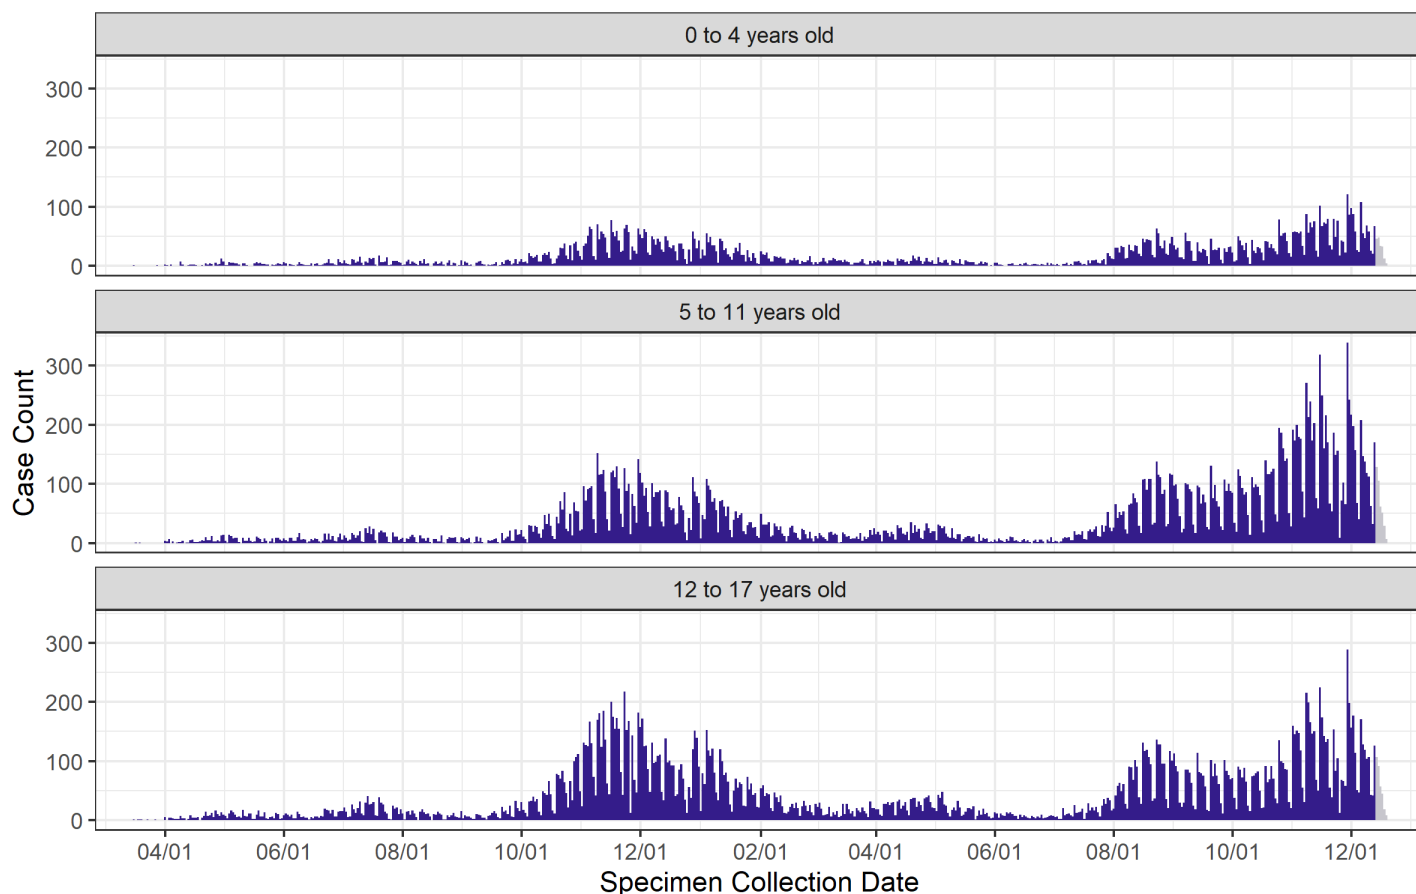 0 to 4 years old
300
200
100
0
5 to 11 years old
300
200
100
0
Case Count
12 to 17 years old
300
200
100
0
04/01 06/01 08/01 10/01 12/01 02/01 04/01 06/01 08/01 10/01 12/01
Specimen Collection Date